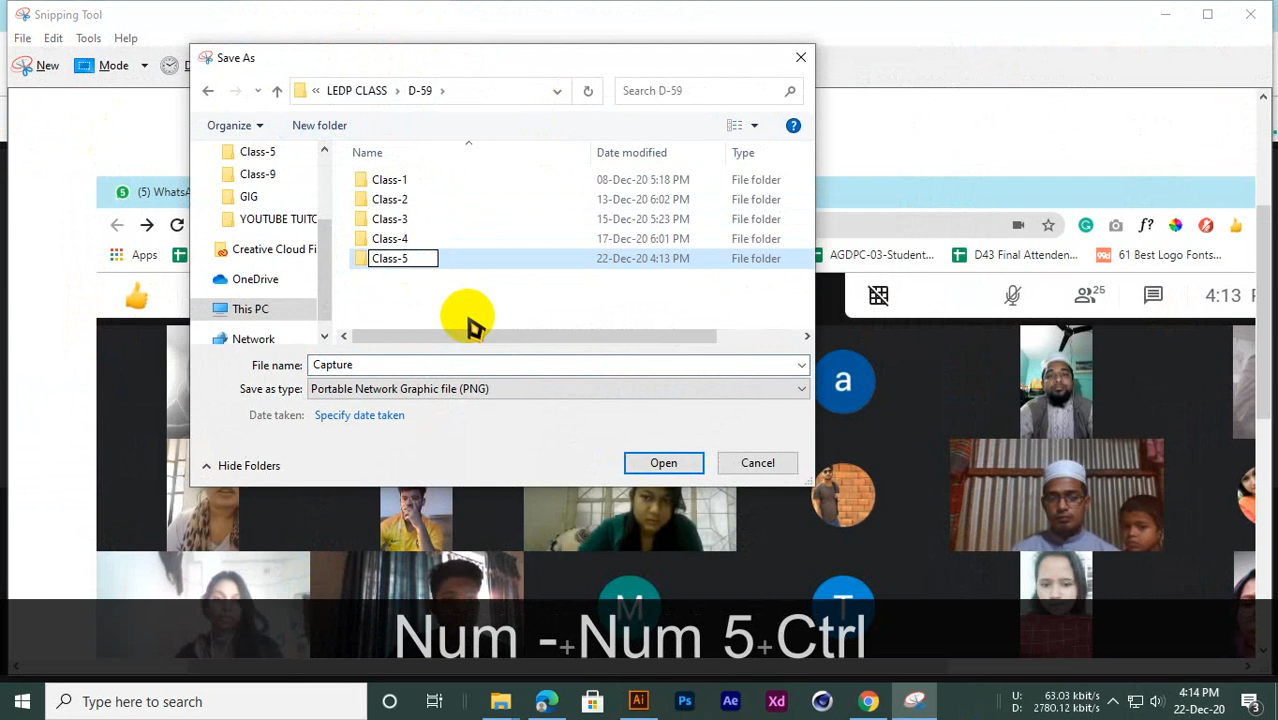 Snipping Tool
File Edit Tools Help
New Mode D
Save As
« LEDP CLASS › D-59 ›
Search D-59
Organize New folder
Class-5
Class-9
GIG
YOUTUBE TUITC
Creative Cloud Fi
OneDrive
This PC
Network
Name Date modified Type
Class-1 08-Dec-20 5:18 PM File folder
Class-2 13-Dec-20 6:02 PM File folder
Class-3 15-Dec-20 5:23 PM File folder
Class-4 17-Dec-20 6:01 PM File folder
Class-5 22-Dec-20 4:13 PM File folder
File name: Capture
Save as type: Portable Network Graphic file (PNG)
Date taken: Specify date taken
Hide Folders Open Cancel
(5) WhatsA
f?
Apps
AGDPC-03-Student... D43 Final Attenden... 61 Best Logo Fonts...
25
4:13
a
M
T
Num -+Num 5+Ctrl
Type here to search
Ai Ps Ae Xd
U: 63.03 kbit/s
D: 2780.12 kbit/s
4:14 PM
22-Dec-20
3